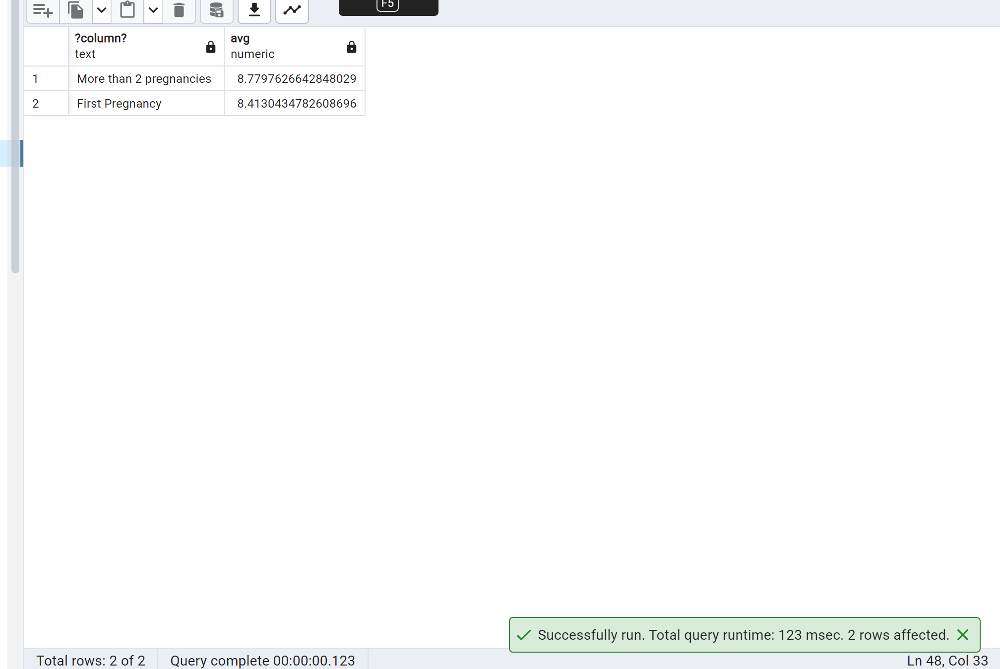 F5
?column?
text
avg
numeric
1 More than 2 pregnancies 8.7797626642848029
2 First Pregnancy 8.4130434782608696
Successfully run. Total query runtime: 123 msec. 2 rows affected.
Total rows: 2 of 2 Query complete 00:00:00.123 Ln 48, Col 33